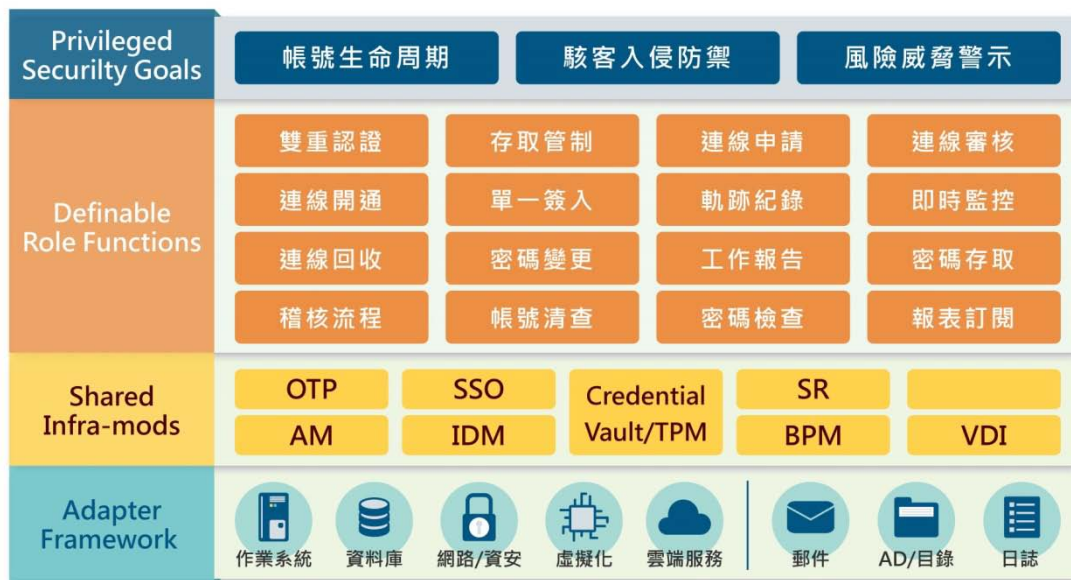 Privileged
Securilty Goals
帳號生命周期 駭客入侵防禦 風險威脅警示
Definable
Role Functions
雙重認證 存取管制 連線申請 連線審核
連線開通 單一簽入 軌跡紀錄 即時監控
連線回收 密碼變更 工作報告 密碼存取
稽核流程 帳號清查 密碼檢查 報表訂閱
Shared
Infra-mods
OTP SSO Credential SR
AM IDM Vault/TPM BPM VDI
Adapter
Framework
作業系統 資料庫 網路/資安 虛擬化 雲端服務 郵件 AD/目錄 日誌